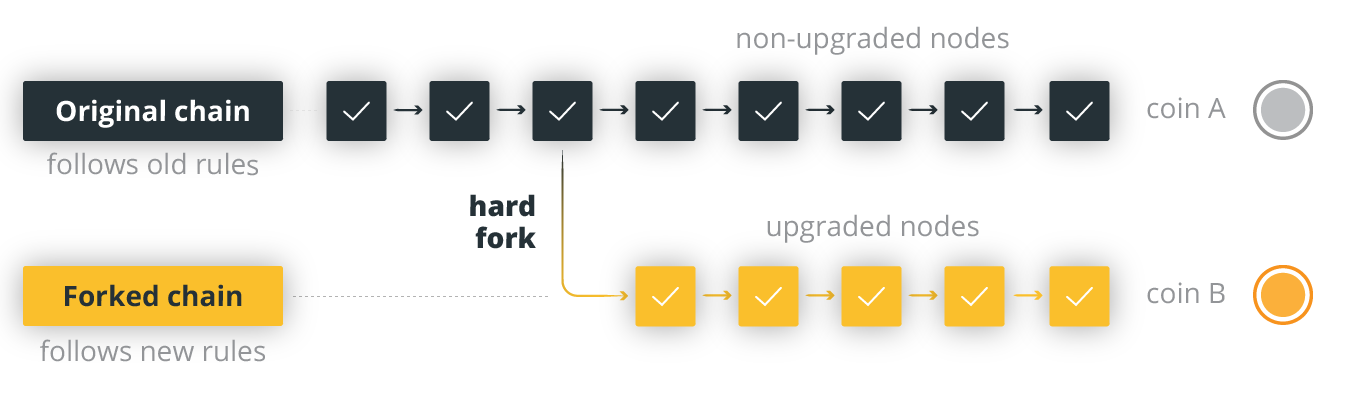 non-upgraded nodes
Original chain
coin A
follows old rules
hard
fork
upgraded nodes
Forked chain
coin B
follows new rules